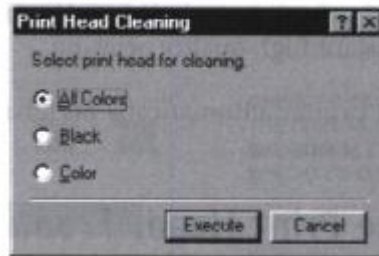 Print Head Cleaning
Select print head for cleaning.
All Colors
Black
Color
Execute Cancel